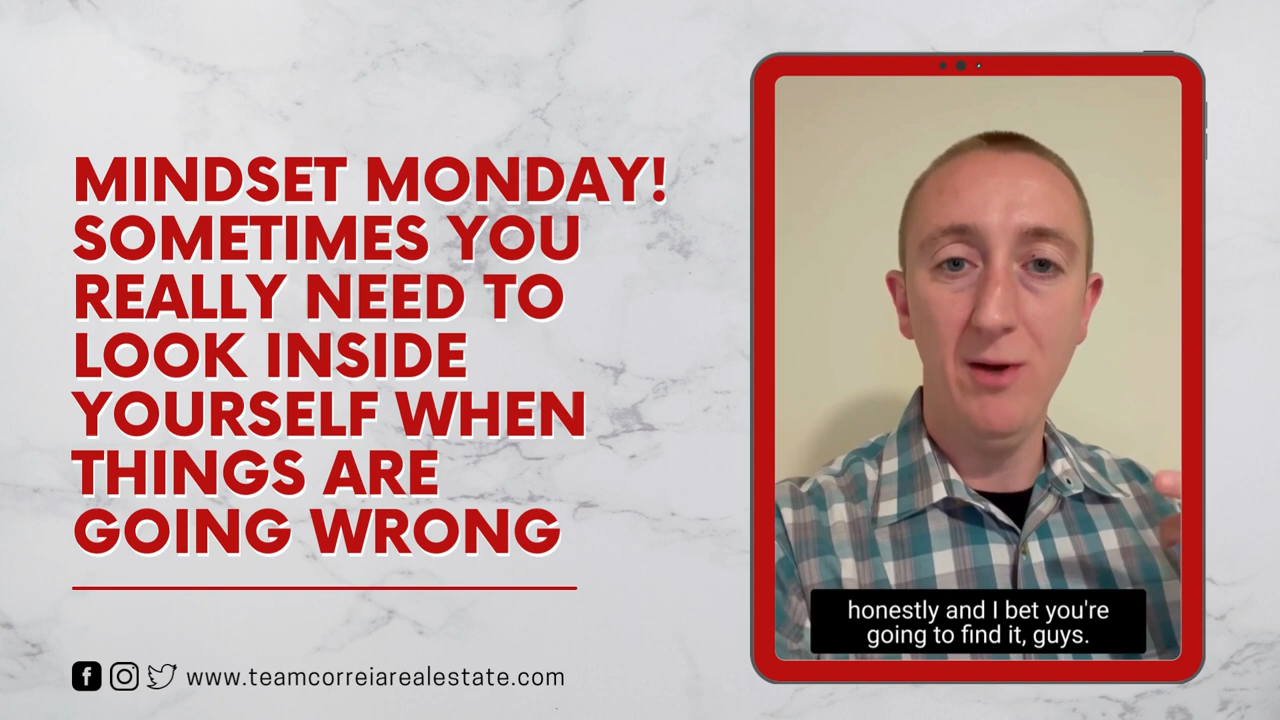 MINDSET MONDAY!
SOMETIMES YOU
REALLY NEED TO
LOOK INSIDE
YOURSELF WHEN
THINGS ARE
GOING WRONG
www.teamcorreiarealestate.com
honestly and I bet you're
going to find it, guys.